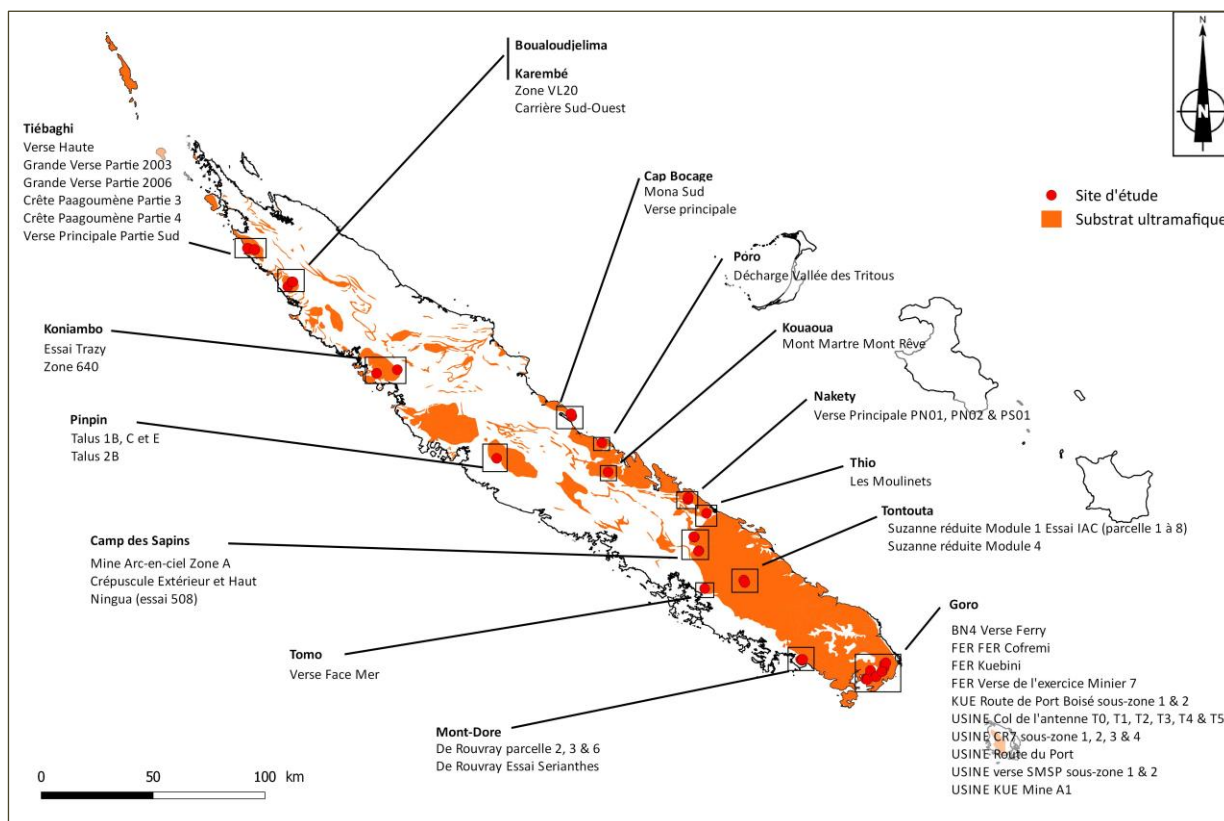 Boualoudjelima
Karembé
Zone VL20
Carrière Sud-Ouest
N
Tiébaghi
Verse Haute
Grande Verse Partie 2003
Grande Verse Partie 2006
Crête Paagoumène Partie 3
Crête Paagoumène Partie 4
Verse Principale Partie Sud
Cap Bocage
Mona Sud
Verse principale
Site d'étude
Substrat ultramafique
Poro
Décharge Vallée des Tritous
Koniambo
Essai Trazy
Zone 640
Kouaoua
Mont Martre Mont Rêve
Nakety
Verse Principale PN01, PN02 & PS01
Pinpin
Talus 1B, C et E
Talus 2B
Thio
Les Moulinets
Tontouta
Suzanne réduite Module 1 Essai IAC (parcelle 1 à 8)
Suzanne réduite Module 4
Camp des Sapins
Mine Arc-en-ciel Zone A
Crépuscule Extérieur et Haut
Ningua (essai 508)
Goro
BN4 Verse Ferry
FER FER Cofremi
FER Kuebini
FER Verse de l'exercice Minier 7
KUE Route de Port Boisé sous-zone 1 & 2
USINE Col de l'antenne T0, T1, T2, T3, T4 & T5
USINE CR7 sous-zone 1, 2, 3 & 4
USINE Route du Port
USINE verse SMSP sous-zone 1 & 2
USINE KUE Mine A1
Tomo
Verse Face Mer
Mont-Dore
De Rouvray parcelle 2, 3 & 6
De Rouvray Essai Serianthes
0 50 100 km